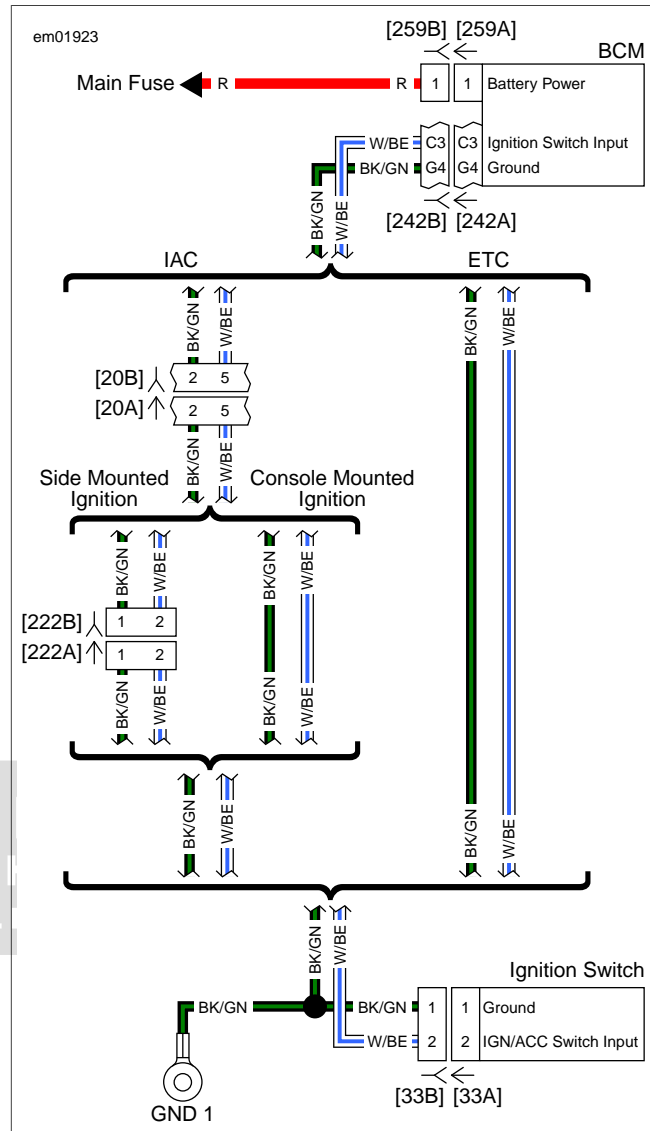 em01923
[259B] [259A]
BCM
Main Fuse R R 1 1 Battery Power
W/BE C3 C3 Ignition Switch Input
BK/GN G4 G4 Ground
BK/GN W/BE
[242B] [242A]
IAC ETC
BK/GN W/BE BK/GN W/BE
[20B] 2 5
[20A] 2 5
BK/GN W/BE
Side Mounted Ignition
Console Mounted Ignition
BK/GN W/BE
[222B] 1 2
[222A] 1 2
BK/GN W/BE BK/GN W/BE
BK/GN W/BE BK/GN W/BE
BK/GN W/BE
Ignition Switch
BK/GN BK/GN 1 1 Ground
W/BE 2 2 IGN/ACC Switch Input
[33B] [33A]
GND 1